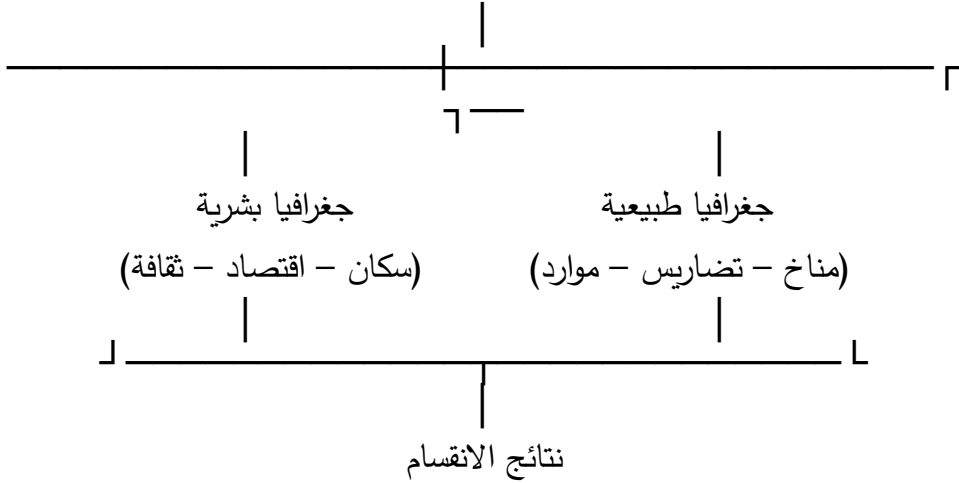 جغرافيا طبيعية
جغرافيا بشرية
(مناخ – تضاريس – موارد)
(سكان – اقتصاد – ثقافة)
نتائج الانقسام